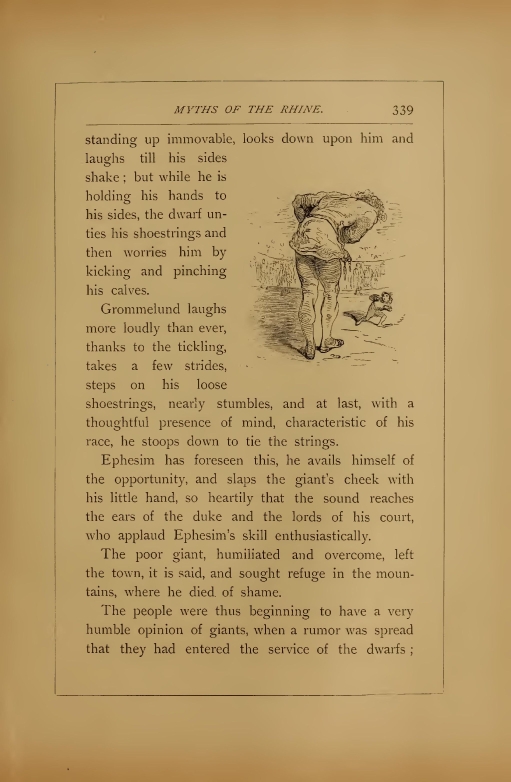 MYTHS OF THE RHINE. 339
standing up immovable, looks down upon him and
laughs till his sides
shake; but while he is
holding his hands to
his sides, the dwarf un-
ties his shoestrings and
then worries him by
kicking and pinching
his calves.
Grommelund laughs
more loudly than ever,
thanks to the tickling,
takes a few strides,
steps on his loose
shoestrings, nearly stumbles, and at last, with a
thoughtful presence of mind, characteristic of his
race, he stoops down to tie the strings.
Ephesim has foreseen this, he avails himself of
the opportunity, and slaps the giant's cheek with
his little hand, so heartily that the sound reaches
the ears of the duke and the lords of his court,
who applaud Ephesim's skill enthusiastically.
The poor giant, humiliated and overcome, left
the town, it is said, and sought refuge in the moun-
tains, where he died of shame.
The people were thus beginning to have a very
humble opinion of giants, when a rumor was spread
that they had entered the service of the dwarfs;